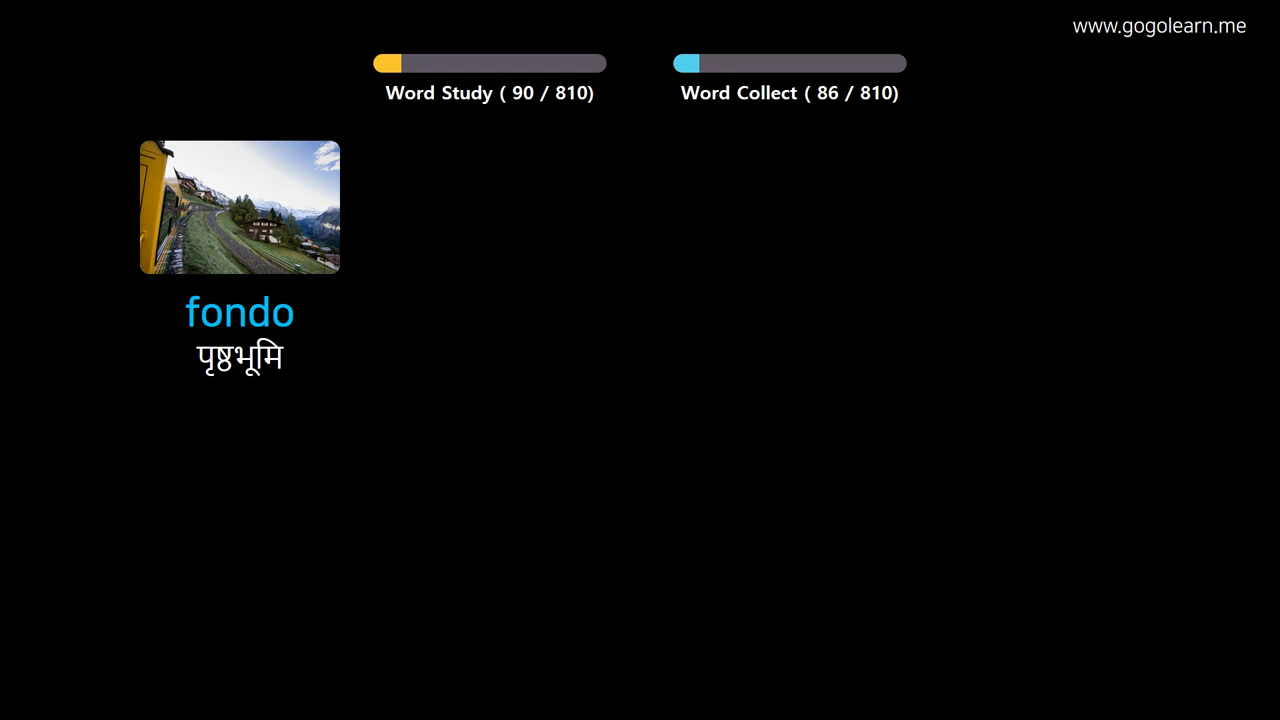 www.gogolearn.me
Word Study ( 90 / 810)
Word Collect ( 86 / 810)
fondo
पृष्ठभूमि